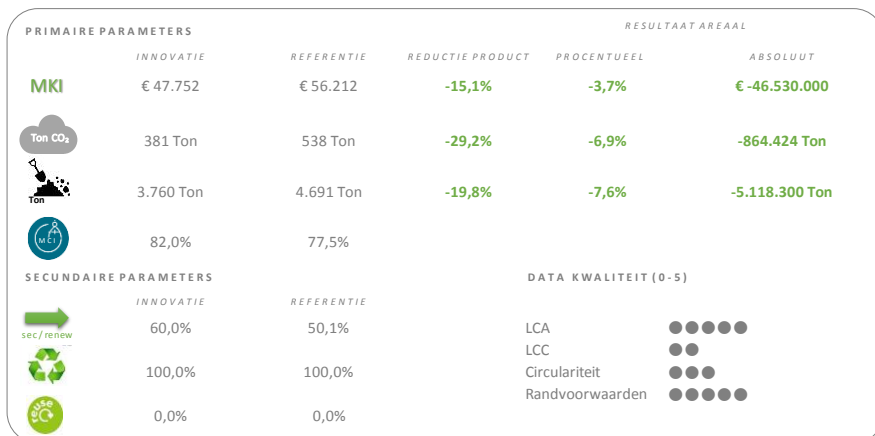 PRIMAIRE PARAMETERS RESULTAAT AREAAL
INNOVATIE REFERENTIE REDUCTIE PRODUCT PROCENTUEEL ABSOLUUT
MKI € 47.752 € 56.212 -15,1% -3,7% € -46.530.000
Ton CO₂ 381 Ton 538 Ton -29,2% -6,9% -864.424 Ton
Ton 3.760 Ton 4.691 Ton -19,8% -7,6% -5.118.300 Ton
MCI 82,0% 77,5%
SECUNDAIRE PARAMETERS DATA KWALITEIT (0-5)
INNOVATIE REFERENTIE
sec/renew 60,0% 50,1% LCA
LCC
100,0% 100,0% Circulariteit
Randvoorwaarden
reuse 0,0% 0,0%